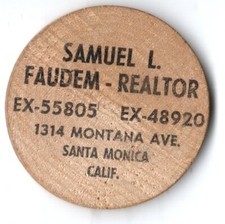 SAMUEL L.
FAUDEM - REALTOR
EX-55805 EX-48920
1314 MONTANA AVE.
SANTA MONICA
CALIF.